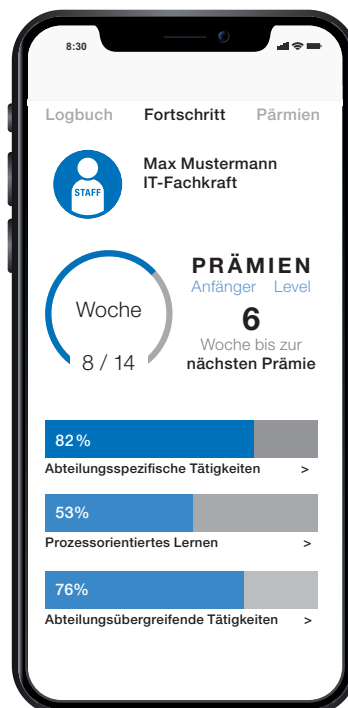 8:30
Logbuch Fortschritt Pärmien
Max Mustermann
IT-Fachkraft
STAFF
PRÄMIEN
Anfänger Level
6
Woche bis zur
nächsten Prämie
Woche
8 / 14
82%
Abteilungsspezifische Tätigkeiten >
53%
Prozessorientiertes Lernen >
76%
Abteilungsübergreifende Tätigkeiten >